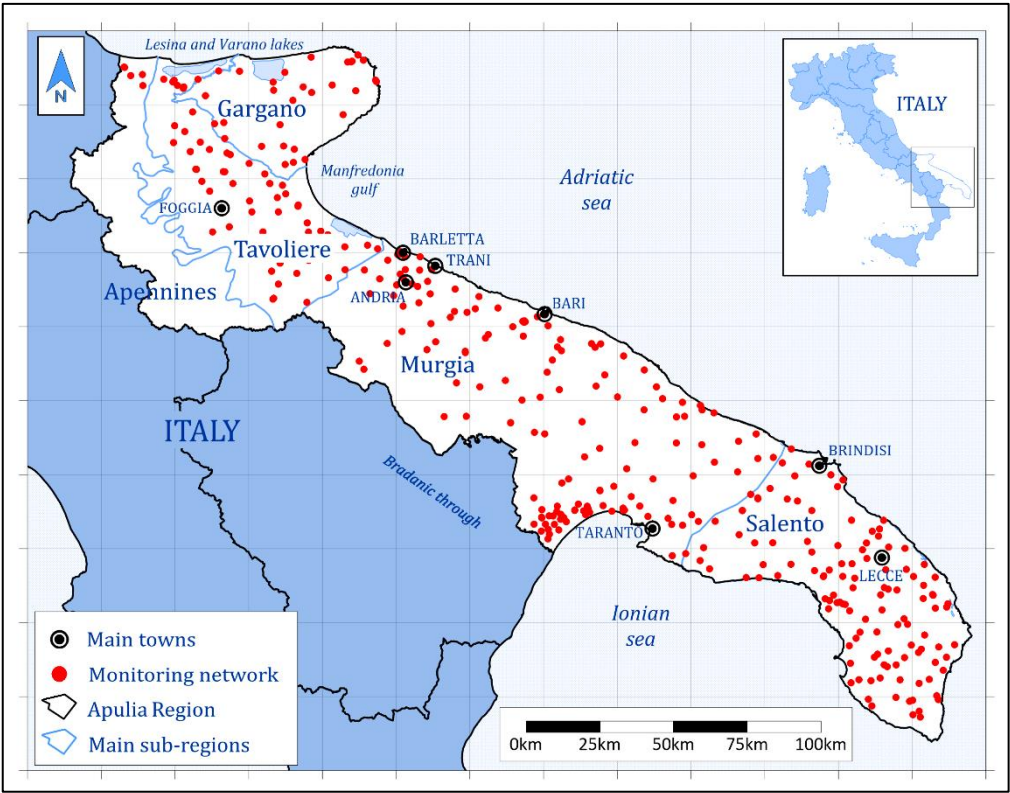 Lesina and Varano lakes
N
Gargano
ITALY
Manfredonia
gulf
Adriatic
sea
FOGGIA
Tavoliere
BARLETTA
TRANI
Apennines
ANDRIA
BARI
Murgia
ITALY
BRINDISI
Bradanic through
Salento
TARANTO
LECCE
Ionian
sea
Main towns
Monitoring network
Apulia Region
Main sub-regions
0km 25km 50km 75km 100km